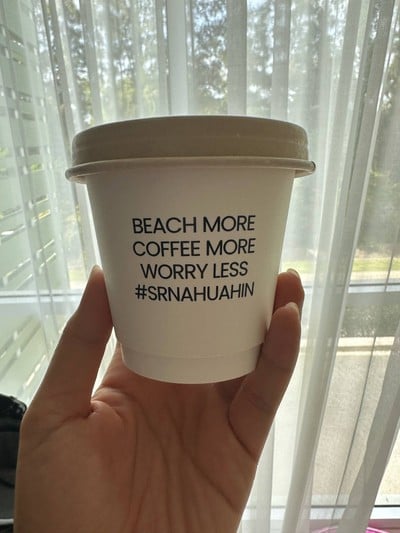 BEACH MORE
COFFEE MORE
WORRY LESS
#SRNAHUAHIN